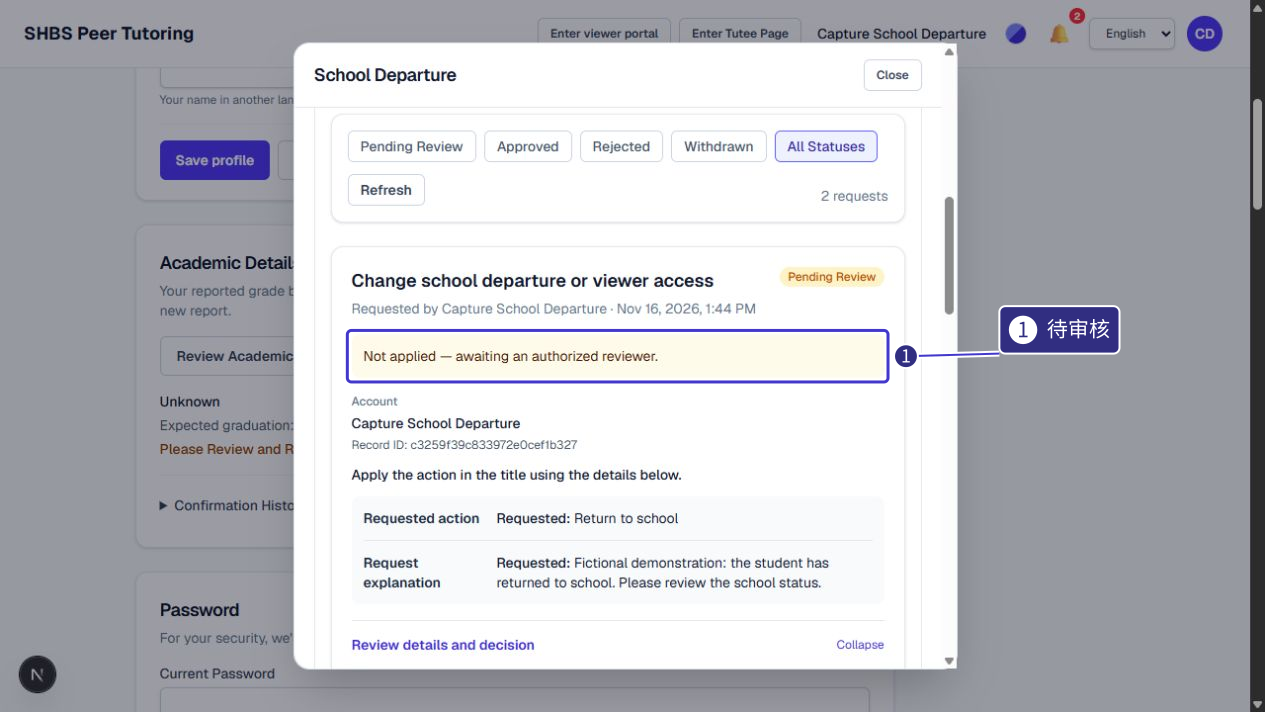 SHBS Peer Tutoring
Enter viewer portal
Enter Tutee Page
Capture School Departure
2
English
CD
School Departure
Close
Your name in another lan
Save profile
Pending Review
Approved
Rejected
Withdrawn
All Statuses
Refresh
2 requests
Academic Details
Your reported grade b
new report.
Review Academic
Unknown
Expected graduation:
Please Review and R
Confirmation Histo
Change school departure or viewer access
Pending Review
Requested by Capture School Departure · Nov 16, 2026, 1:44 PM
Not applied — awaiting an authorized reviewer.
1
1 待审核
Account
Capture School Departure
Record ID: c3259f39c833972e0cef1b327
Apply the action in the title using the details below.
Requested action
Requested: Return to school
Request explanation
Requested: Fictional demonstration: the student has
returned to school. Please review the school status.
Review details and decision
Collapse
Password
For your security, we'
Current Password
N